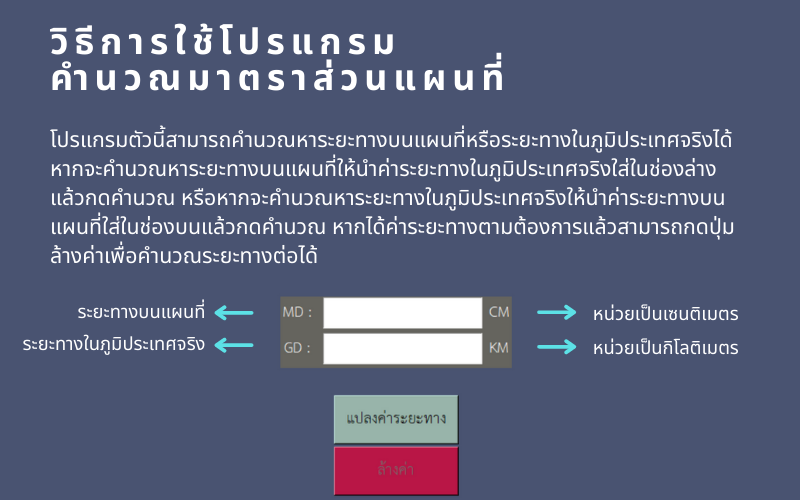 วิธีการใช้โปรแกรม
คำนวณมาตราส่วนแผนที่
โปรแกรมตัวนี้สามารถคำนวณหาระยะทางบนแผนที่หรือระยะทางในภูมิประเทศจริงได้
หากจะคำนวณหาระยะทางบนแผนที่ให้นำค่าระยะทางในภูมิประเทศจริงใส่ในช่องล่าง
แล้วกดคำนวณ หรือหากจะคำนวณหาระยะทางในภูมิประเทศจริงให้นำค่าระยะทางบน
แผนที่ใส่ในช่องบนแล้วกดคำนวณ หากได้ค่าระยะทางตามต้องการแล้วสามารถกดปุ่ม
ล้างค่าเพื่อคำนวณระยะทางต่อได้
ระยะทางบนแผนที่ MD : CM หน่วยเป็นเซนติเมตร
ระยะทางในภูมิประเทศจริง GD : KM หน่วยเป็นกิโลติเมตร
แปลงค่าระยะทาง
ล้างค่า